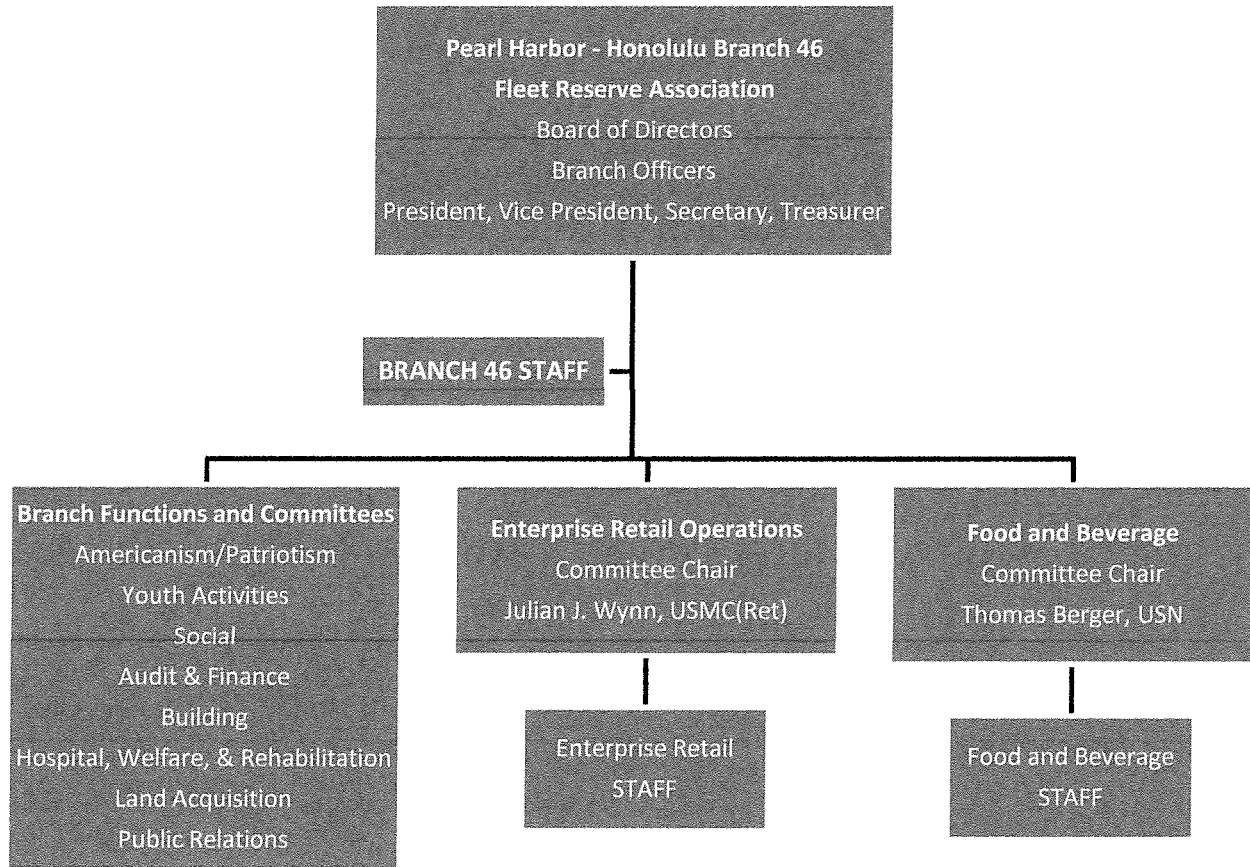 Pearl Harbor - Honolulu Branch 46
Fleet Reserve Association
Board of Directors
Branch Officers
President, Vice President, Secretary, Treasurer
BRANCH 46 STAFF
Branch Functions and Committees
Americanism/Patriotism
Youth Activities
Social
Audit & Finance
Building
Hospital, Welfare, & Rehabilitation
Land Acquisition
Public Relations
Enterprise Retail Operations
Committee Chair
Julian J. Wynn, USMC(Ret)
Enterprise Retail
STAFF
Food and Beverage
Committee Chair
Thomas Berger, USN
Food and Beverage
STAFF